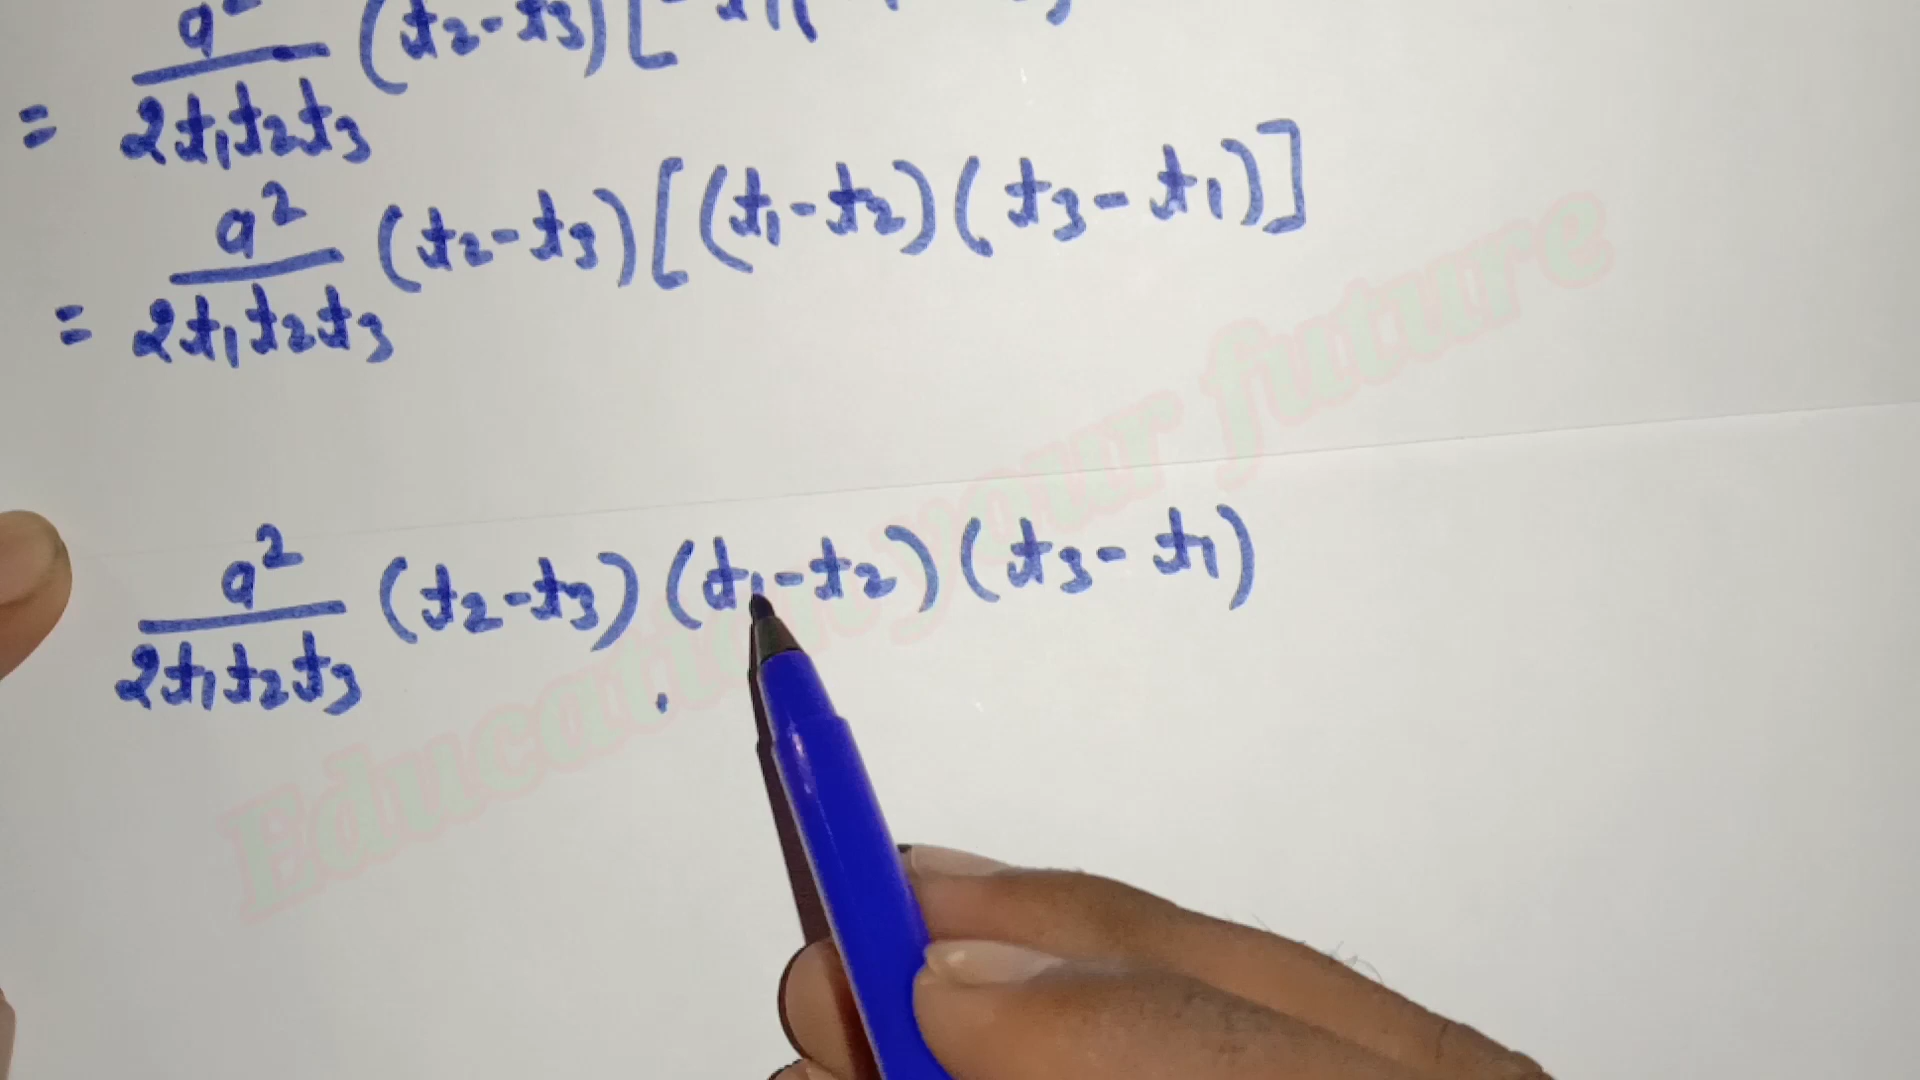 = a²/2t₁t₂t₃ (t₂-t₃)[
= a²/2t₁t₂t₃ (t₂-t₃)[(t₁-t₂)(t₃-t₁)]
a²/2t₁t₂t₃ (t₂-t₃)(t₁-t₂)(t₃-t₁)
Education your future